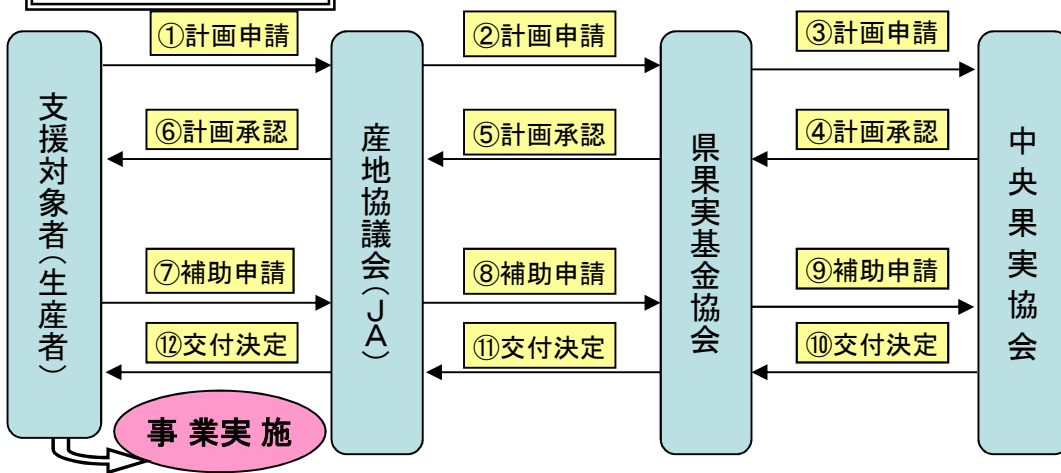 ①計画申請
②計画申請
③計画申請
⑥計画承認
⑤計画承認
④計画承認
⑦補助申請
⑧補助申請
⑨補助申請
⑫交付決定
⑪交付決定
⑩交付決定
支援対象者(生産者)
産地協議会(JA)
県果実基金協会
中央果実協会
事業実施